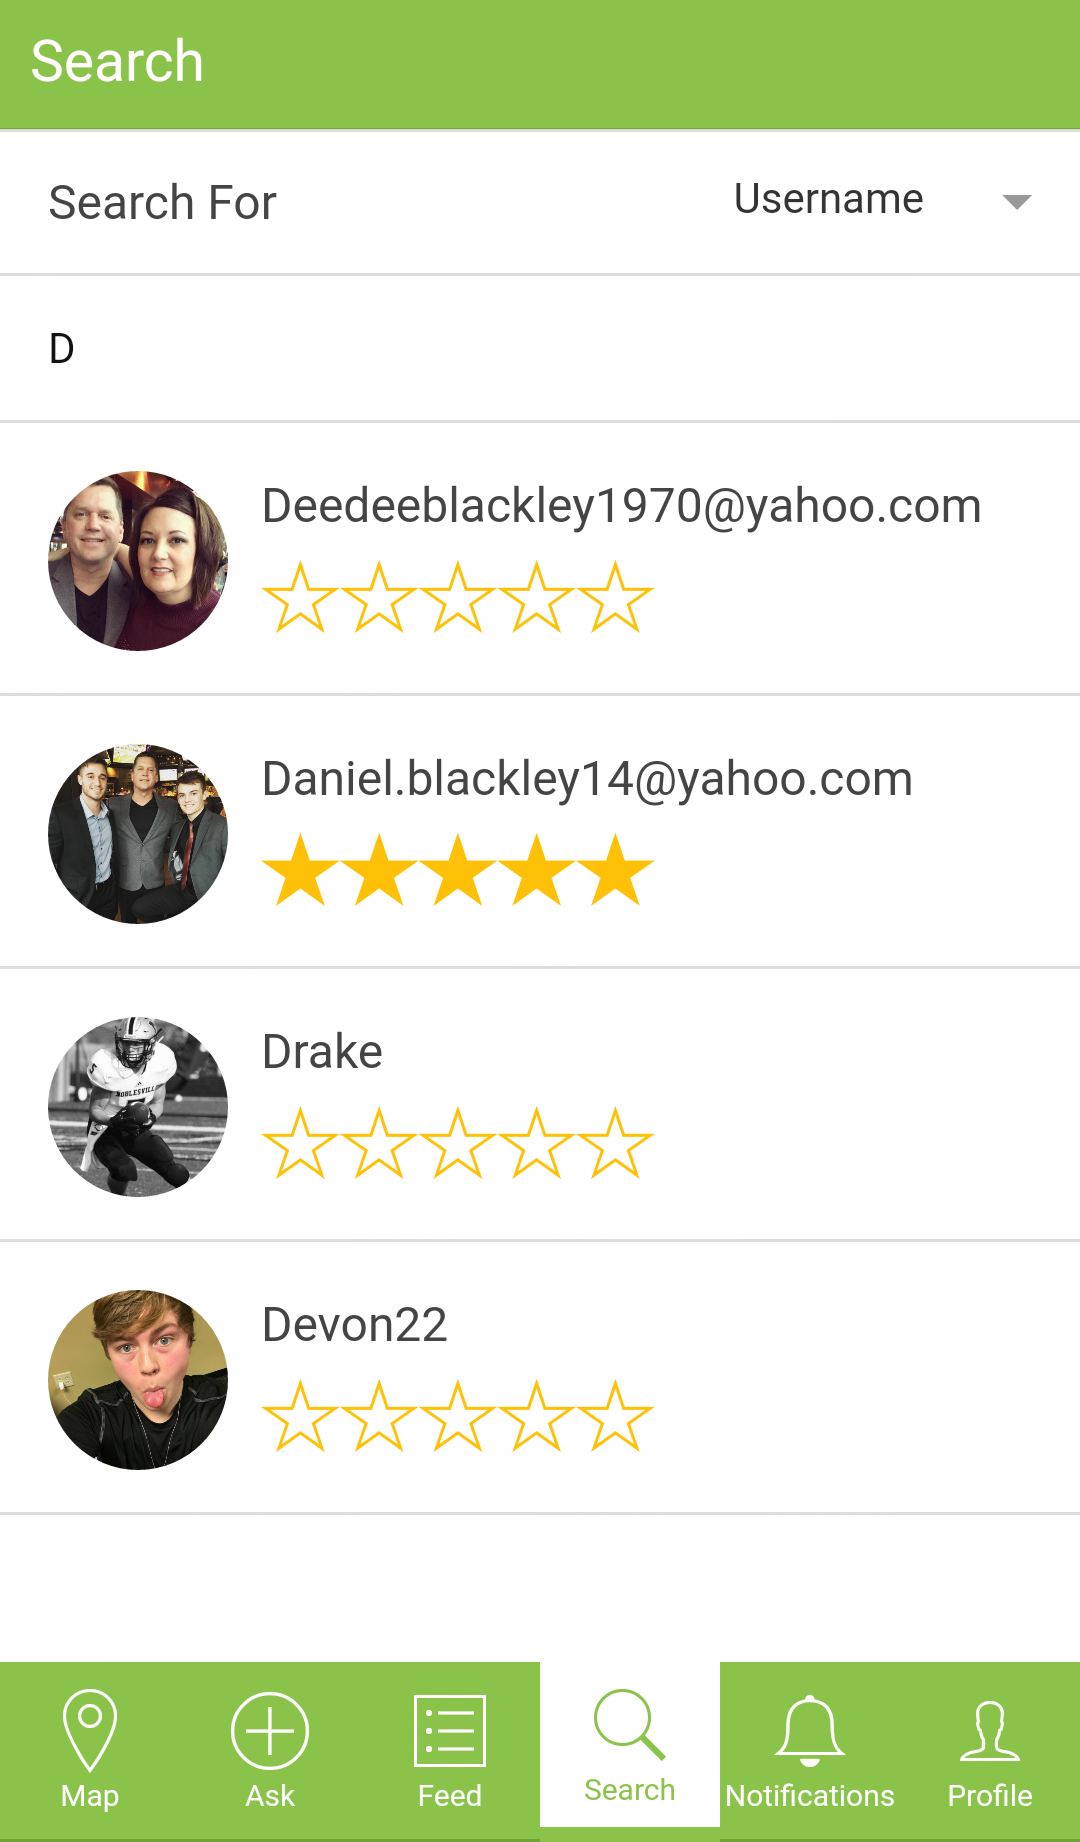 Search
Search For Username
D
Deedeeblackley1970@yahoo.com
Daniel.blackley14@yahoo.com
Drake
NOBLESVILLE
Devon22
Map Ask Feed Search Notifications Profile